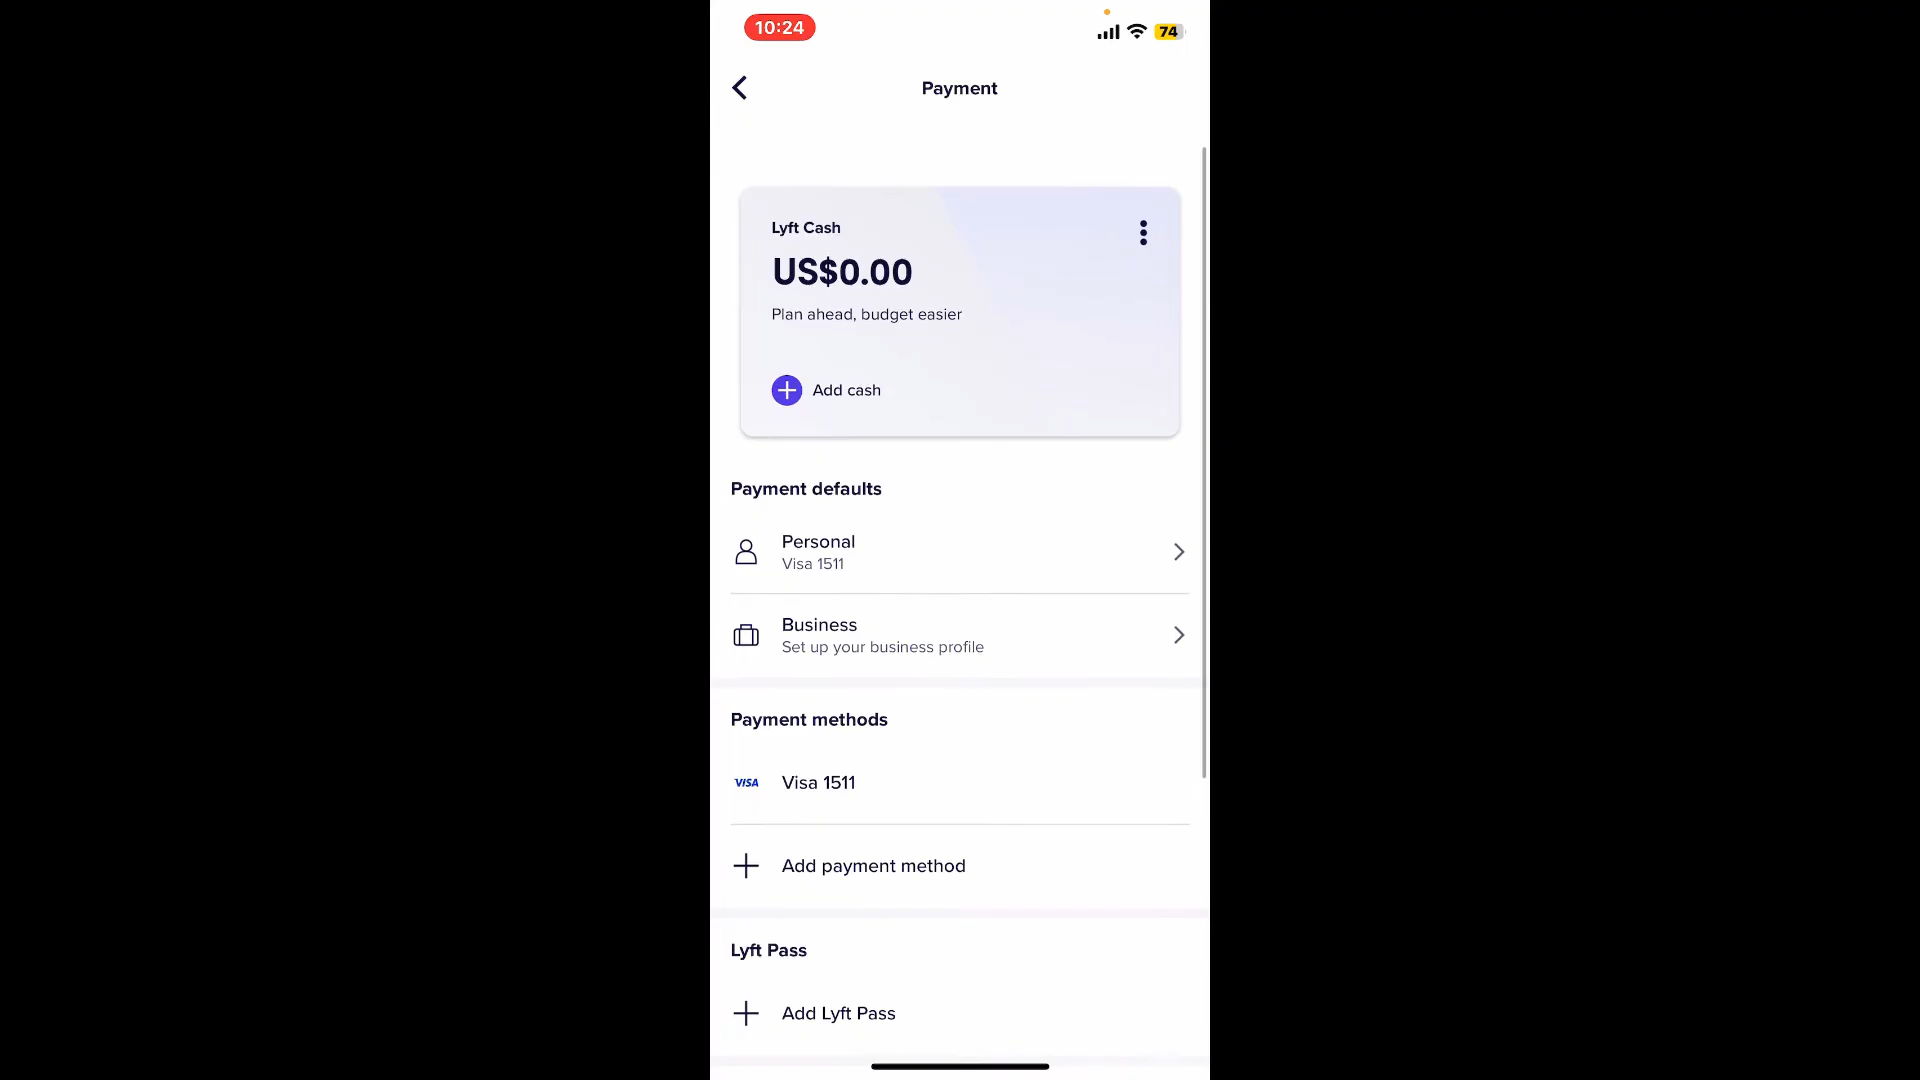 10:24
74
Payment
Lyft Cash
US$0.00
Plan ahead, budget easier
Add cash
Payment defaults
Personal
Visa 1511
Business
Set up your business profile
Payment methods
VISA Visa 1511
Add payment method
Lyft Pass
Add Lyft Pass